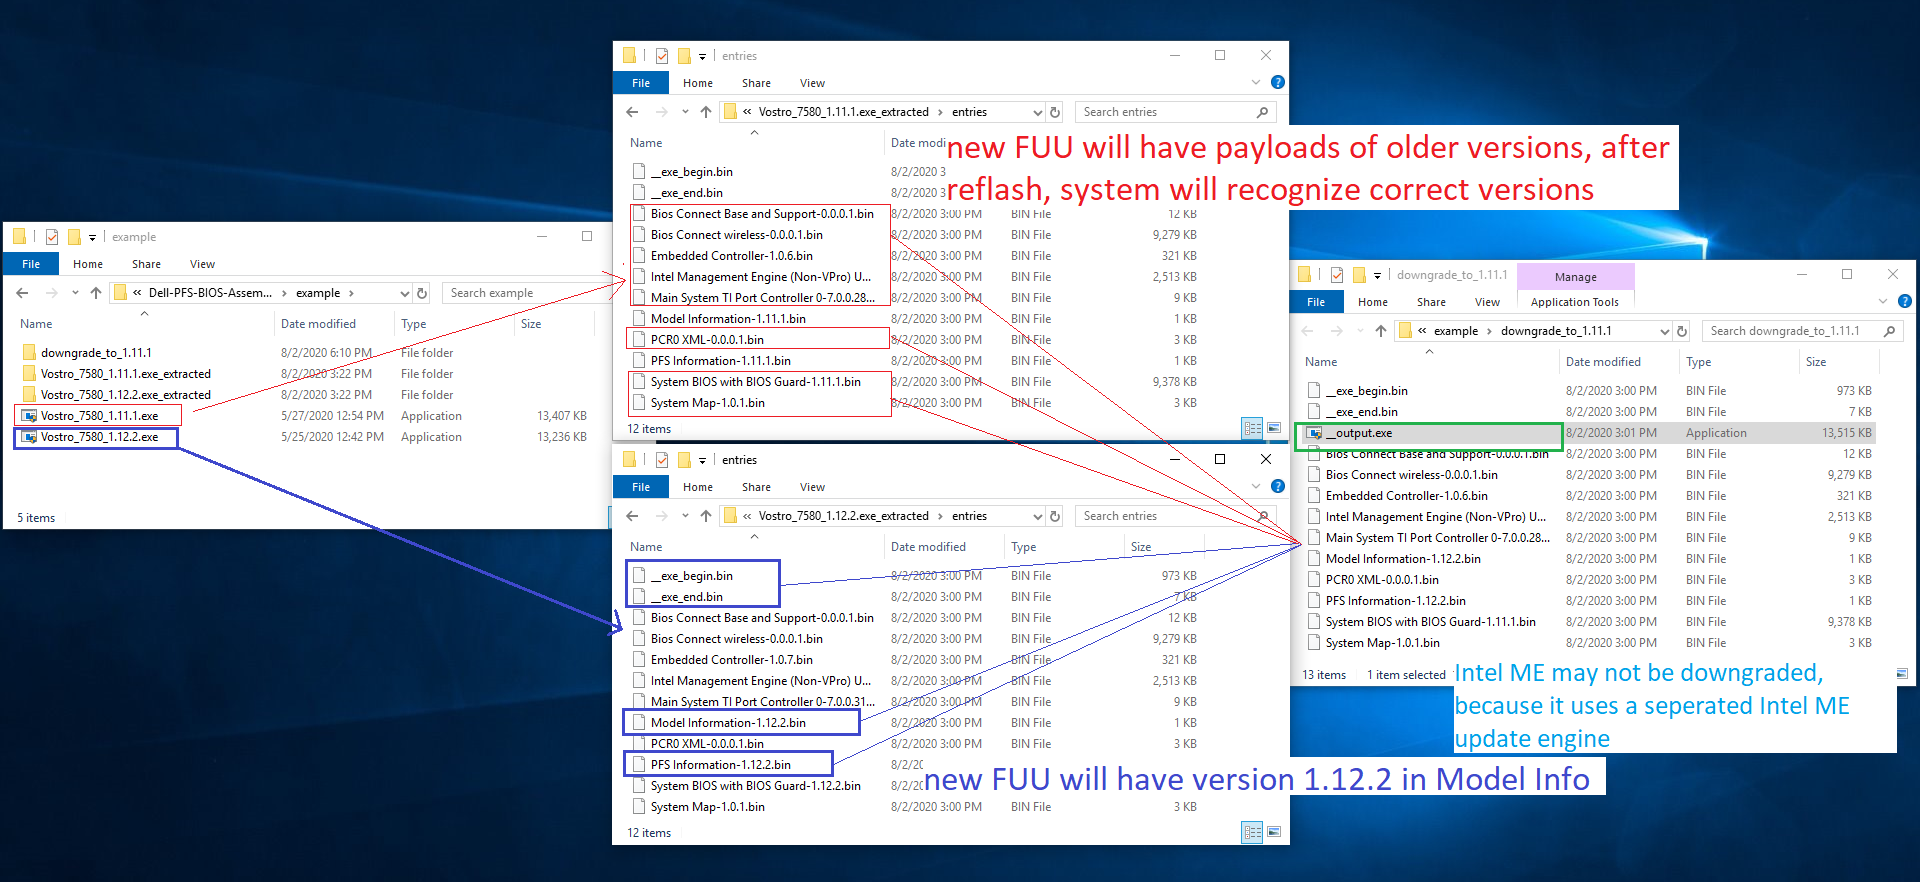 entries
File Home Share View
« Vostro_7580_1.11.1.exe_extracted › entries
Search entries
Name Date modi
__exe_begin.bin 8/2/2020 3
__exe_end.bin 8/2/2020
Bios Connect Base and Support-0.0.0.1.bin 8/2/2020 3:00 PM BIN File 12 KB
Bios Connect wireless-0.0.0.1.bin 8/2/2020 3:00 PM BIN File 9,279 KB
Embedded Controller-1.0.6.bin 8/2/2020 3:00 PM BIN File 321 KB
Intel Management Engine (Non-VPro) U... 8/2/2020 3:00 PM BIN File 2,513 KB
Main System TI Port Controller 0-7.0.0.28... 8/2/2020 3:00 PM BIN File 9 KB
Model Information-1.11.1.bin 8/2/2020 3:00 PM BIN File 1 KB
PCR0 XML-0.0.0.1.bin 8/2/2020 3:00 PM BIN File 3 KB
PFS Information-1.11.1.bin 8/2/2020 3:00 PM BIN File 1 KB
System BIOS with BIOS Guard-1.11.1.bin 8/2/2020 3:00 PM BIN File 9,378 KB
System Map-1.0.1.bin 8/2/2020 3:00 PM BIN File 3 KB
12 items
new FUU will have payloads of older versions, after
reflash, system will recognize correct versions
example
File Home Share View
« Dell-PFS-BIOS-Assem... › example ›
Search example
Name Date modified Type Size
downgrade_to_1.11.1 8/2/2020 6:10 PM File folder
Vostro_7580_1.11.1.exe_extracted 8/2/2020 3:22 PM File folder
Vostro_7580_1.12.2.exe_extracted 8/2/2020 3:22 PM File folder
Vostro_7580_1.11.1.exe 5/27/2020 12:54 PM Application 13,407 KB
Vostro_7580_1.12.2.exe 5/25/2020 12:42 PM Application 13,236 KB
5 items
entries
File Home Share View
« Vostro_7580_1.12.2.exe_extracted › entries
Search entries
Name Date modified Type Size
__exe_begin.bin 8/2/2020 3:00 PM BIN File 973 KB
__exe_end.bin 8/2/2020 3:00 PM BIN File 7 KB
Bios Connect Base and Support-0.0.0.1.bin 8/2/2020 3:00 PM BIN File 12 KB
Bios Connect wireless-0.0.0.1.bin 8/2/2020 3:00 PM BIN File 9,279 KB
Embedded Controller-1.0.7.bin 8/2/2020 3:00 PM BIN File 321 KB
Intel Management Engine (Non-VPro) U... 8/2/2020 3:00 PM BIN File 2,513 KB
Main System TI Port Controller 0-7.0.0.31... 8/2/2020 3:00 PM BIN File 9 KB
Model Information-1.12.2.bin 8/2/2020 3:00 PM BIN File 1 KB
PCR0 XML-0.0.0.1.bin 8/2/2020 3:00 PM BIN File 3 KB
PFS Information-1.12.2.bin 8/2/20
System BIOS with BIOS Guard-1.12.2.bin 8/2/20
System Map-1.0.1.bin 8/2/2020 3:00 PM BIN File 3 KB
12 items
new FUU will have version 1.12.2 in Model Info
downgrade_to_1.11.1 Manage
File Home Share View Application Tools
« example › downgrade_to_1.11.1
Search downgrade_to_1.11.1
Name Date modified Type Size
__exe_begin.bin 8/2/2020 3:00 PM BIN File 973 KB
__exe_end.bin 8/2/2020 3:00 PM BIN File 7 KB
__output.exe 8/2/2020 3:01 PM Application 13,515 KB
Bios Connect Base and Support-0.0.0.1.bin 8/2/2020 3:00 PM BIN File 12 KB
Bios Connect wireless-0.0.0.1.bin 8/2/2020 3:00 PM BIN File 9,279 KB
Embedded Controller-1.0.6.bin 8/2/2020 3:00 PM BIN File 321 KB
Intel Management Engine (Non-VPro) U... 8/2/2020 3:00 PM BIN File 2,513 KB
Main System TI Port Controller 0-7.0.0.28... 8/2/2020 3:00 PM BIN File 9 KB
Model Information-1.12.2.bin 8/2/2020 3:00 PM BIN File 1 KB
PCR0 XML-0.0.0.1.bin 8/2/2020 3:00 PM BIN File 3 KB
PFS Information-1.12.2.bin 8/2/2020 3:00 PM BIN File 1 KB
System BIOS with BIOS Guard-1.11.1.bin 8/2/2020 3:00 PM BIN File 9,378 KB
System Map-1.0.1.bin 8/2/2020 3:00 PM BIN File 3 KB
13 items 1 item selected
Intel ME may not be downgraded,
because it uses a seperated Intel ME
update engine